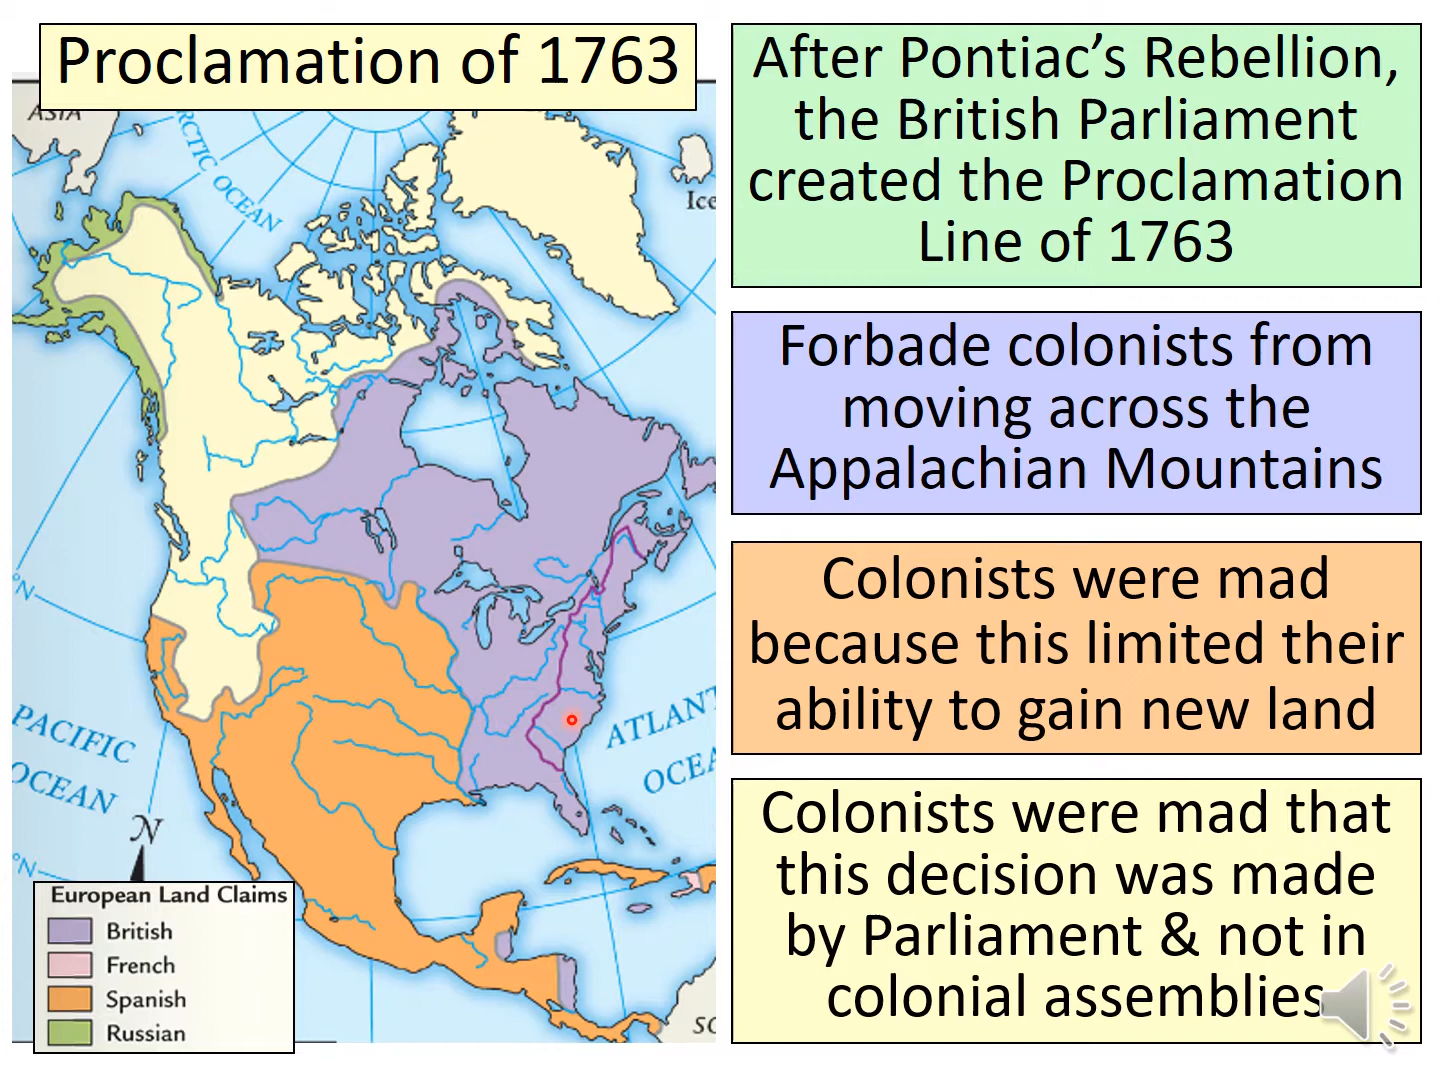 Proclamation of 1763
ASIA
ARCTIC OCEAN
Ice
PACIFIC
OCEAN
ATLANT
OCEA
°N
°N
N
SO
European Land Claims
British
French
Spanish
Russian
After Pontiac’s Rebellion,
the British Parliament
created the Proclamation
Line of 1763
Forbade colonists from
moving across the
Appalachian Mountains
Colonists were mad
because this limited their
ability to gain new land
Colonists were mad that
this decision was made
by Parliament & not in
colonial assemblies